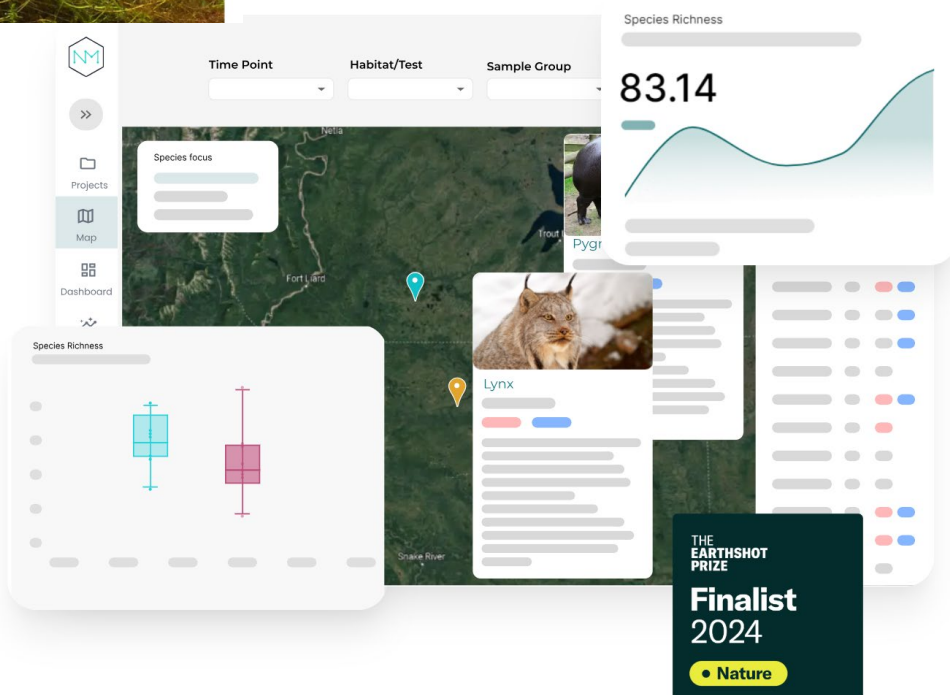 Species Richness
83.14
NM
Time Point
Habitat/Test
Sample Group
Projects
Map
Dashboard
Species focus
Netla
Fort Liard
Trout
Pygr
Lynx
Snake River
Species Richness
THE
EARTHSHOT
PRIZE
Finalist
2024
• Nature